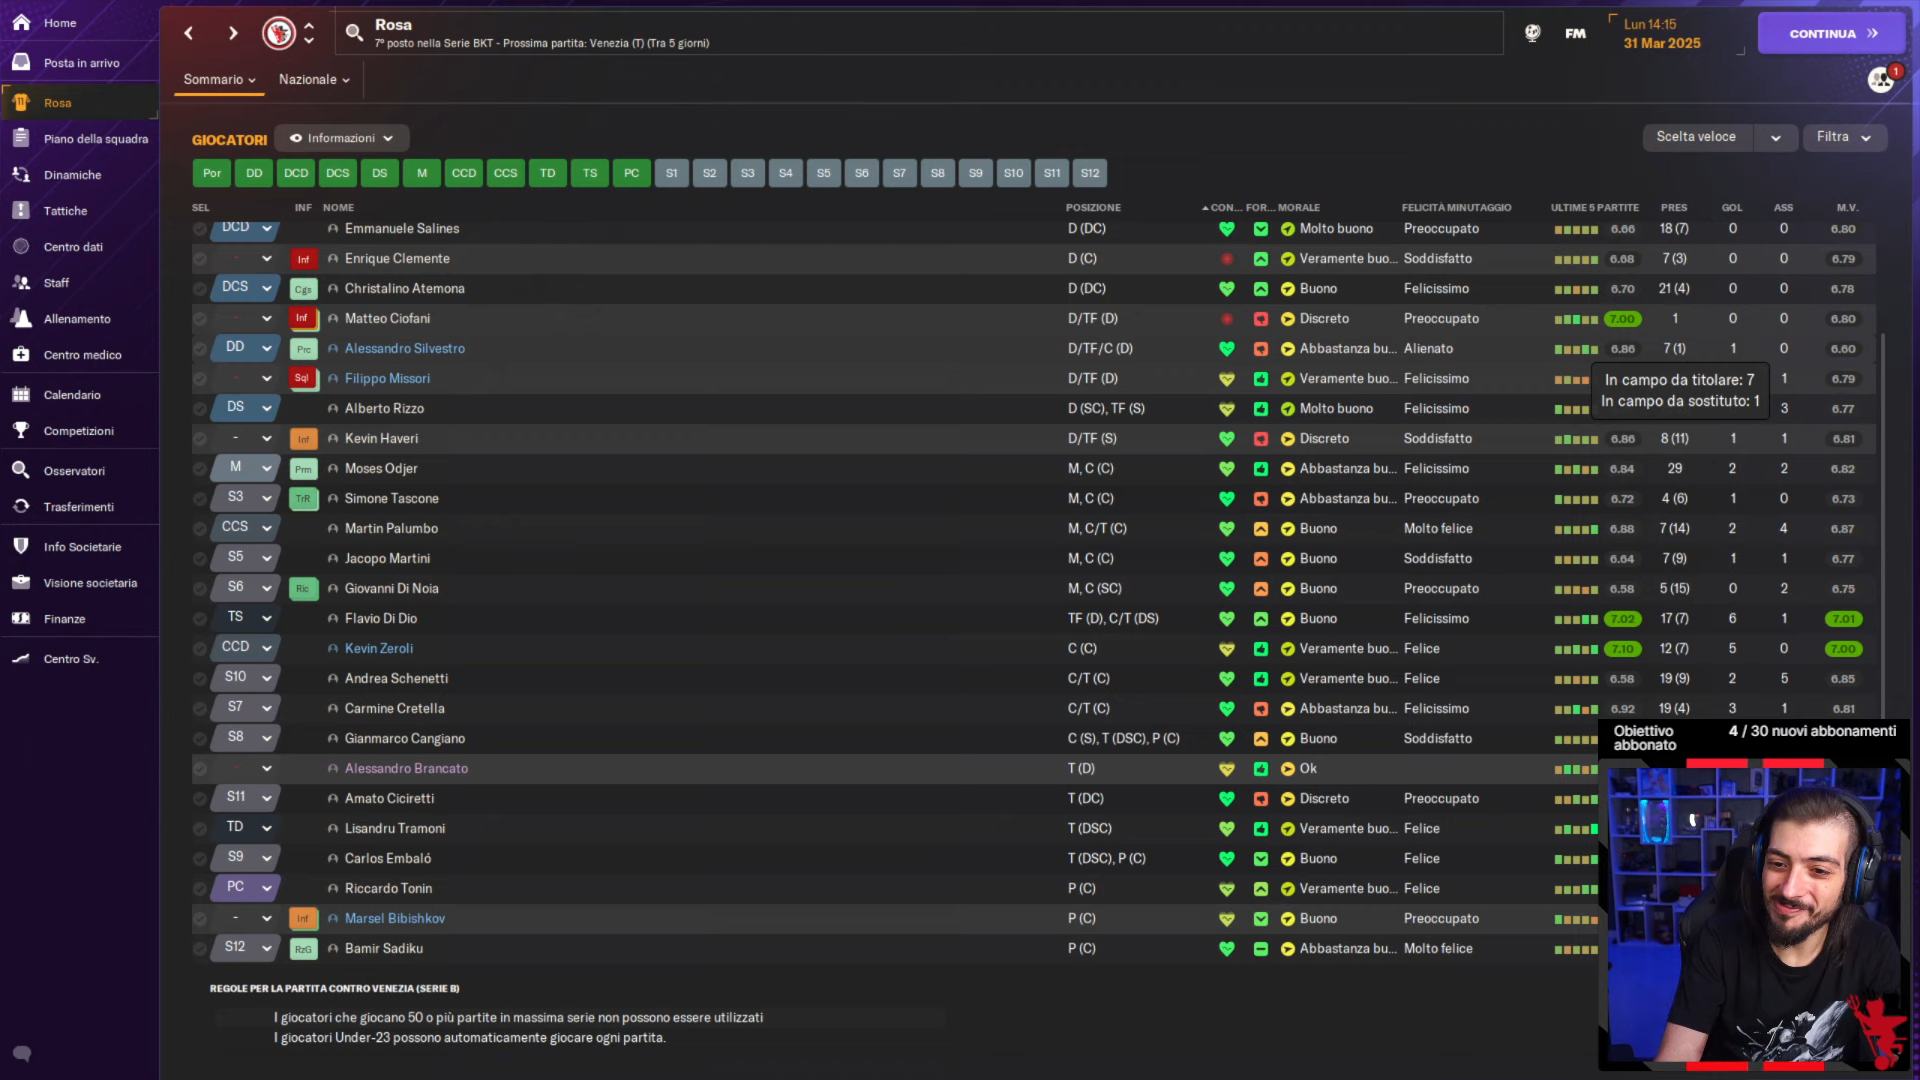 Home
Posta in arrivo
Rosa
Piano della squadra
Dinamiche
Tattiche
Centro dati
Staff
Allenamento
Centro medico
Calendario
Competizioni
Osservatori
Trasferimenti
Info Societarie
Visione societaria
Finanze
Centro Sv.
Rosa
7° posto nella Serie BKT - Prossima partita: Venezia (T) (Tra 5 giorni)
FM
Lun 14:15
31 Mar 2025
CONTINUA
1
Sommario
Nazionale
GIOCATORI
Informazioni
Scelta veloce
Filtra
Por DD DCD DCS DS M CCD CCS TD TS PC S1 S2 S3 S4 S5 S6 S7 S8 S9 S10 S11 S12
SEL INF NOME POSIZIONE CON... FOR... MORALE FELICITÀ MINUTAGGIO ULTIME 5 PARTITE PRES GOL ASS M.V.
DCD Emmanuele Salines D (DC) Molto buono Preoccupato 6.66 18 (7) 0 0 6.80
- Inf Enrique Clemente D (C) Veramente buo... Soddisfatto 6.68 7 (3) 0 0 6.79
DCS Cgs Christalino Atemona D (DC) Buono Felicissimo 6.70 21 (4) 0 0 6.78
- Inf Matteo Ciofani D/TF (D) Discreto Preoccupato 7.00 1 0 0 6.80
DD Prc Alessandro Silvestro D/TF/C (D) Abbastanza bu... Alienato 6.86 7 (1) 1 0 6.60
- Sql Filippo Missori D/TF (D) Veramente buo... Felicissimo 1 6.79
In campo da titolare: 7
In campo da sostituto: 1
DS Alberto Rizzo D (SC), TF (S) Molto buono Felicissimo 3 6.77
- Inf Kevin Haveri D/TF (S) Discreto Soddisfatto 6.86 8 (11) 1 1 6.81
M Prm Moses Odjer M, C (C) Abbastanza bu... Felicissimo 6.84 29 2 2 6.82
S3 TrR Simone Tascone M, C (C) Abbastanza bu... Preoccupato 6.72 4 (6) 1 0 6.73
CCS Martin Palumbo M, C/T (C) Buono Molto felice 6.88 7 (14) 2 4 6.87
S5 Jacopo Martini M, C (C) Buono Soddisfatto 6.64 7 (9) 1 1 6.77
S6 Ric Giovanni Di Noia M, C (SC) Buono Preoccupato 6.58 5 (15) 0 2 6.75
TS Flavio Di Dio TF (D), C/T (DS) Buono Felicissimo 7.02 17 (7) 6 1 7.01
CCD Kevin Zeroli C (C) Veramente buo... Felice 7.10 12 (7) 5 0 7.00
S10 Andrea Schenetti C/T (C) Veramente buo... Felice 6.58 19 (9) 2 5 6.85
S7 Carmine Cretella C/T (C) Abbastanza bu... Felicissimo 6.92 19 (4) 3 1 6.81
S8 Gianmarco Cangiano C (S), T (DSC), P (C) Buono Soddisfatto
- Alessandro Brancato T (D) Ok
S11 Amato Ciciretti T (DC) Discreto Preoccupato
TD Lisandru Tramoni T (DSC) Veramente buo... Felice
S9 Carlos Embaló T (DSC), P (C) Buono Felice
PC Riccardo Tonin P (C) Veramente buo... Felice
- Inf Marsel Bibishkov P (C) Buono Preoccupato
S12 RzG Bamir Sadiku P (C) Abbastanza bu... Molto felice
Obiettivo abbonato
4 / 30 nuovi abbonamenti
REGOLE PER LA PARTITA CONTRO VENEZIA (SERIE B)
I giocatori che giocano 50 o più partite in massima serie non possono essere utilizzati
I giocatori Under-23 possono automaticamente giocare ogni partita.